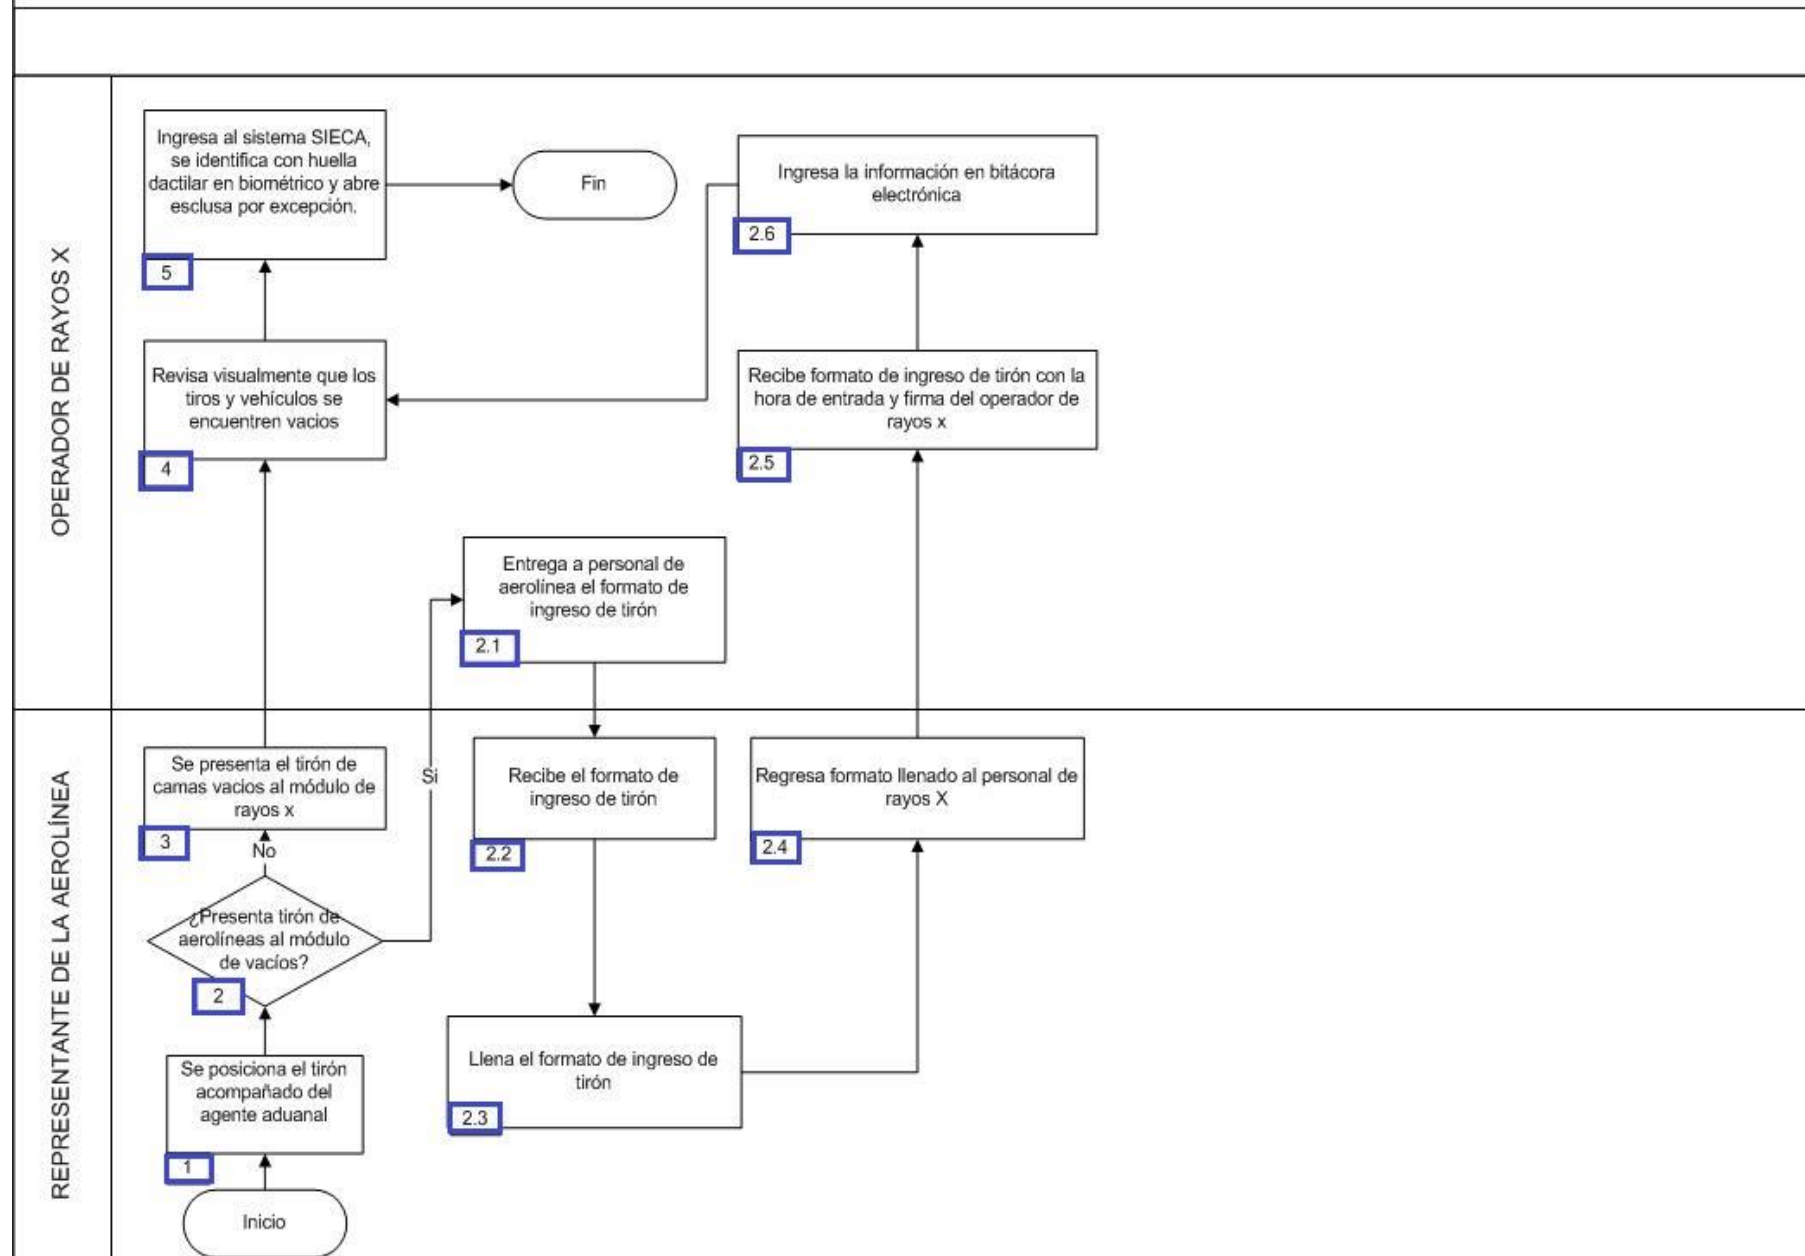 OPERADOR DE RAYOS X
Ingresa al sistema SIECA,
se identifica con huella
dactilar en biométrico y abre
esclusa por excepción.
5
Fin
Ingresa la información en bitácora
electrónica
2.6
Revisa visualmente que los
tiros y vehículos se
encuentren vacios
4
Recibe formato de ingreso de tirón con la
hora de entrada y firma del operador de
rayos x
2.5
Entrega a personal de
aerolínea el formato de
ingreso de tirón
2.1
REPRESENTANTE DE LA AEROLÍNEA
Se presenta el tirón de
camas vacios al módulo de
rayos x
3
No
Si
Recibe el formato de
ingreso de tirón
2.2
Regresa formato llenado al personal de
rayos X
2.4
¿Presenta tirón de
aerolíneas al módulo
de vacíos?
2
Se posiciona el tirón
acompañado del
agente aduanal
1
Llena el formato de ingreso de
tirón
2.3
Inicio